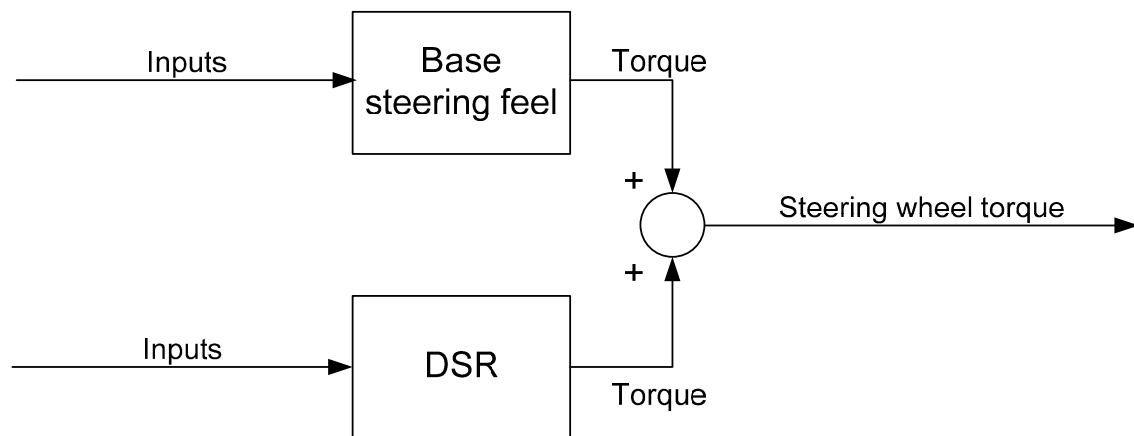 Inputs
Base
steering feel
Torque
+
Steering wheel torque
+
Inputs
DSR
Torque